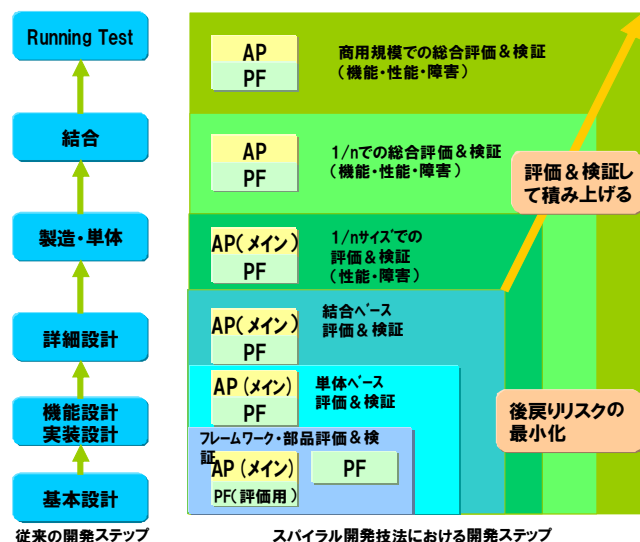 Running Test
結合
製造・単体
詳細設計
機能設計
実装設計
基本設計
従来の開発ステップ
AP
PF
商用規模での総合評価&検証
(機能・性能・障害)
AP
PF
1/nでの総合評価&検証
(機能・性能・障害)
評価&検証し
て積み上げる
AP(メイン)
PF
1/nサイズでの
評価&検証
(性能・障害)
AP(メイン)
PF
結合ベース
評価&検証
AP(メイン)
PF
単体ベース
評価&検証
後戻りリスクの
最小化
フレームワーク・部品評価&検
証
AP(メイン)
PF(評価用)
PF
スパイラル開発技法における開発ステップ